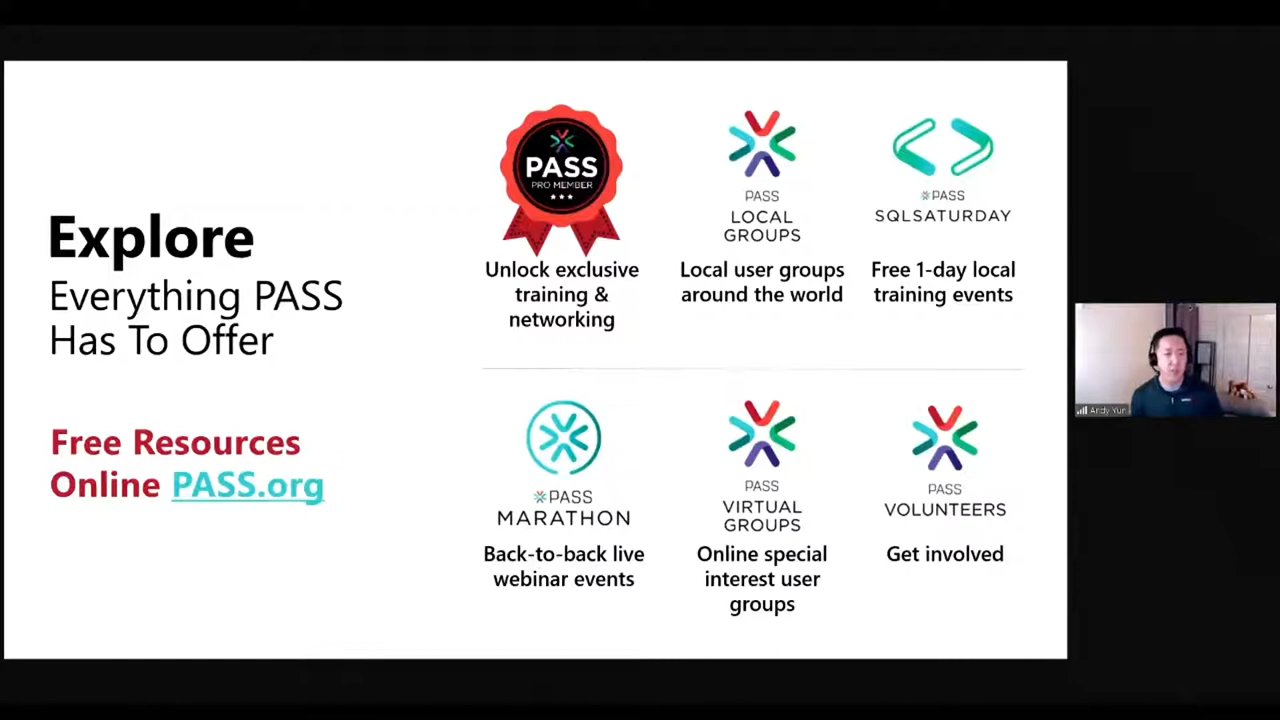 Explore
Everything PASS
Has To Offer
Free Resources
Online PASS.org
PASS
PRO MEMBER
Unlock exclusive
training &
networking
PASS
LOCAL
GROUPS
Local user groups
around the world
PASS
SQLSATURDAY
Free 1-day local
training events
PASS
MARATHON
Back-to-back live
webinar events
PASS
VIRTUAL
GROUPS
Online special
interest user
groups
PASS
VOLUNTEERS
Get involved
Andy Yun